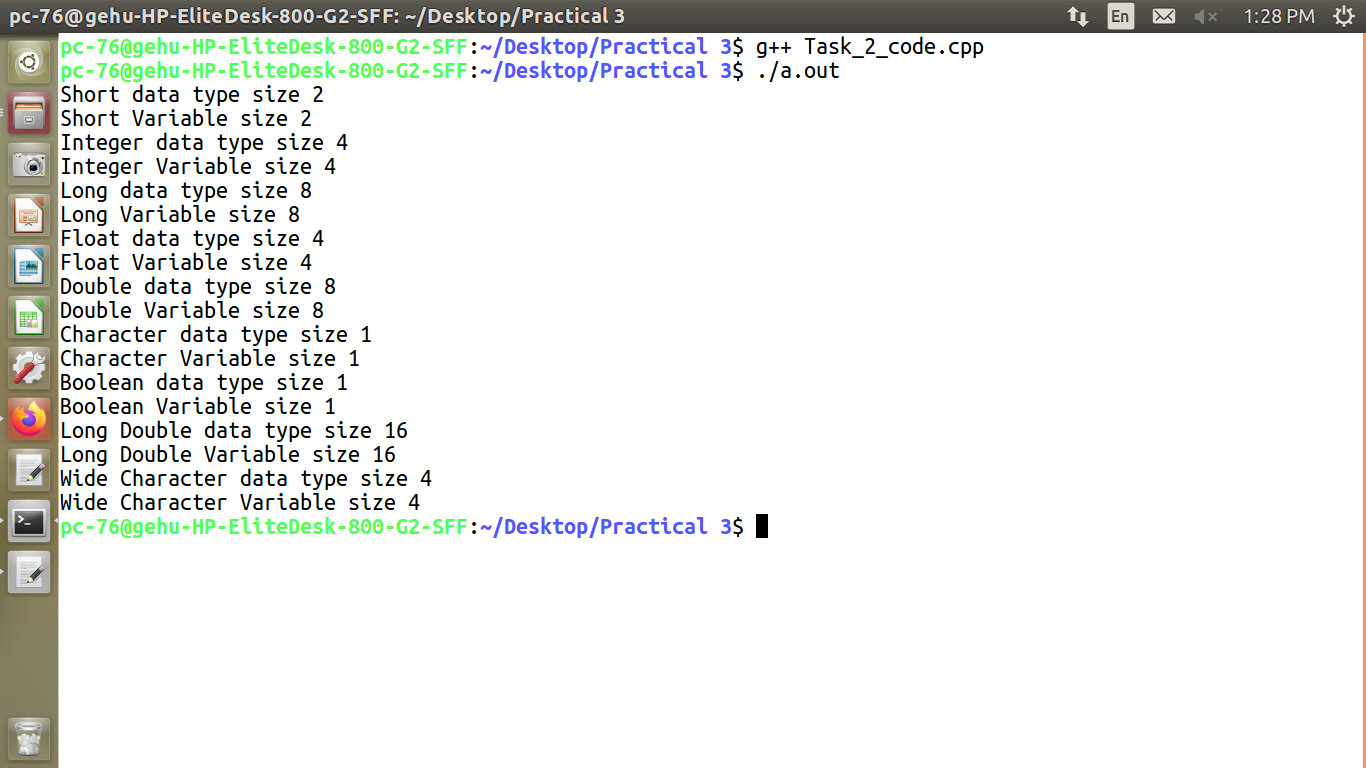 pc-76@gehu-HP-EliteDesk-800-G2-SFF: ~/Desktop/Practical 3
En
1:28 PM
pc-76@gehu-HP-EliteDesk-800-G2-SFF:~/Desktop/Practical 3$ g++ Task_2_code.cpp
pc-76@gehu-HP-EliteDesk-800-G2-SFF:~/Desktop/Practical 3$ ./a.out
Short data type size 2
Short Variable size 2
Integer data type size 4
Integer Variable size 4
Long data type size 8
Long Variable size 8
Float data type size 4
Float Variable size 4
Double data type size 8
Double Variable size 8
Character data type size 1
Character Variable size 1
Boolean data type size 1
Boolean Variable size 1
Long Double data type size 16
Long Double Variable size 16
Wide Character data type size 4
Wide Character Variable size 4
pc-76@gehu-HP-EliteDesk-800-G2-SFF:~/Desktop/Practical 3$